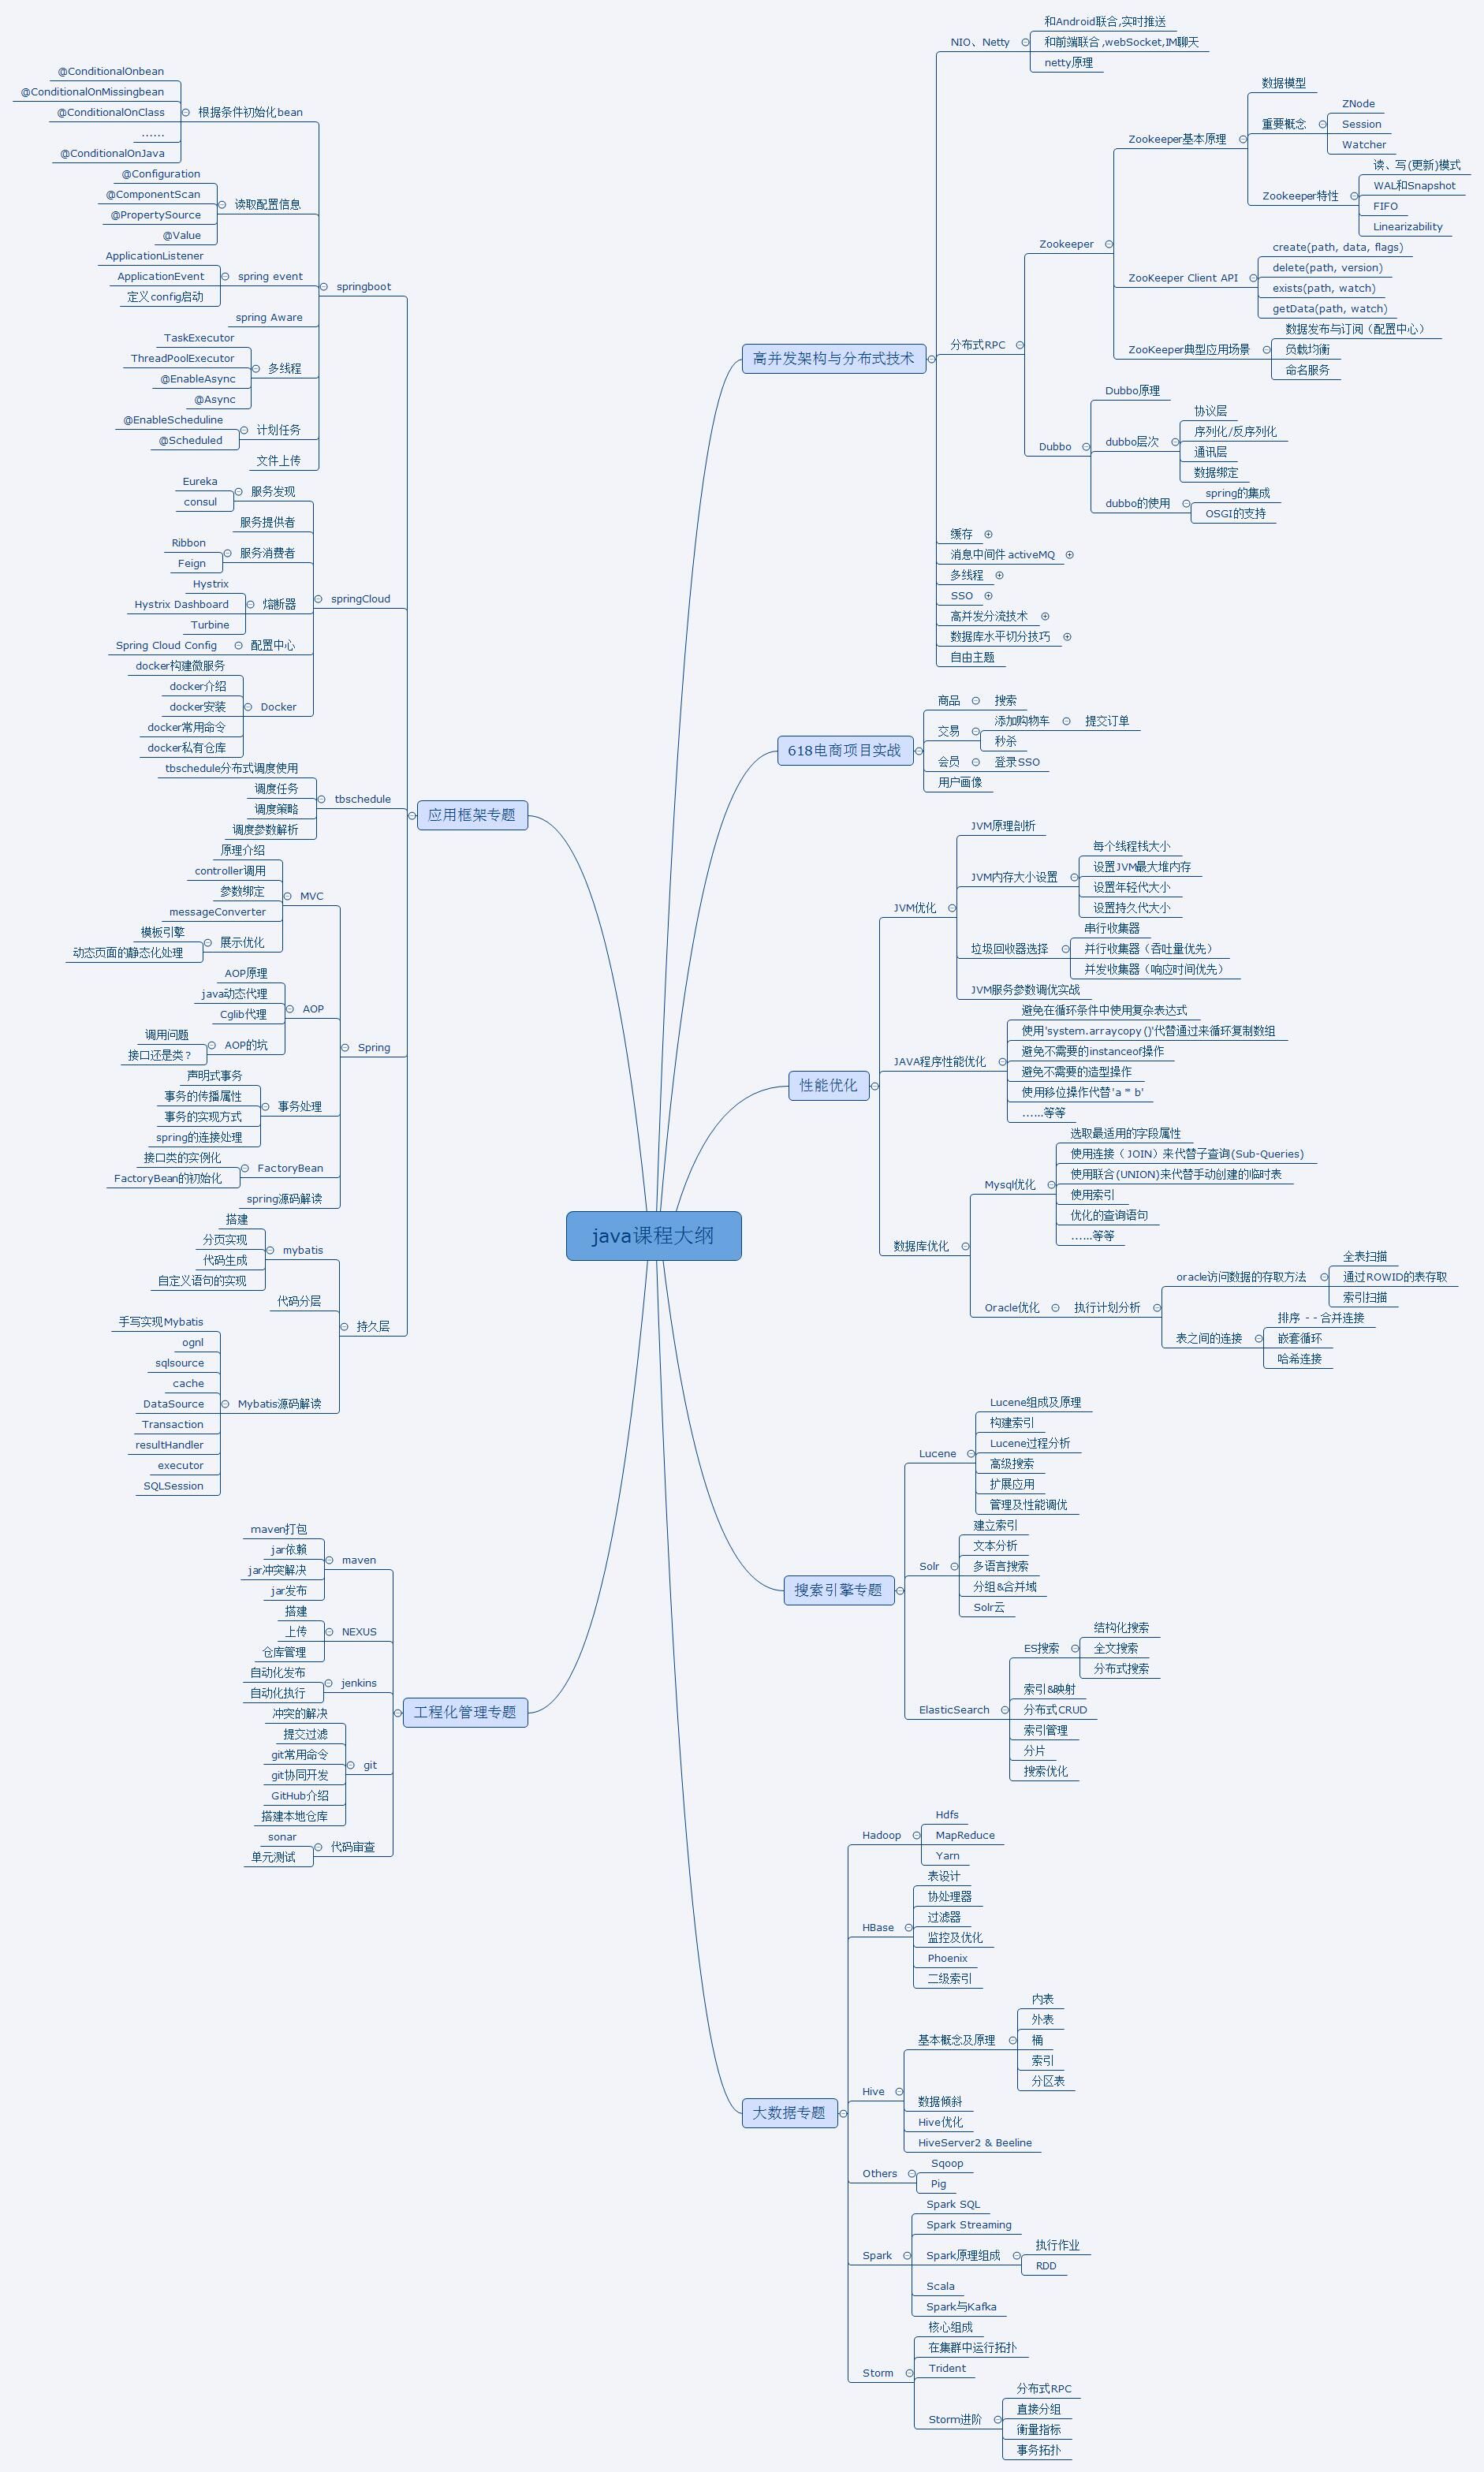 java课程大纲
高并发架构与分布式技术
NIO、Netty
和Android联合,实时推送
和前端联合 ,webSocket,IM聊天
netty原理
分布式RPC
Zookeeper
Zookeeper基本原理
数据模型
重要概念
ZNode
Session
Watcher
Zookeeper特性
读、写(更新)模式
WAL和Snapshot
FIFO
Linearizability
ZooKeeper Client API
create(path, data, flags)
delete(path, version)
exists(path, watch)
getData(path, watch)
ZooKeeper典型应用场景
数据发布与订阅（配置中心）
负载均衡
命名服务
Dubbo
Dubbo原理
dubbo层次
协议层
序列化/反序列化
通讯层
数据绑定
dubbo的使用
spring的集成
OSGI的支持
缓存
消息中间件 activeMQ
多线程
SSO
高并发分流技术
数据库水平切分技巧
自由主题
618电商项目实战
商品
搜索
交易
添加购物车
提交订单
秒杀
会员
登录SSO
用户画像
性能优化
JVM优化
JVM原理剖析
JVM内存大小设置
每个线程栈大小
设置JVM最大堆内存
设置年轻代大小
设置持久代大小
垃圾回收器选择
串行收集器
并行收集器（吞吐量优先）
并发收集器（响应时间优先）
JVM服务参数调优实战
JAVA程序性能优化
避免在循环条件中使用复杂表达式
使用'system.arraycopy ()'代替通过来循环复制数组
避免不需要的instanceof操作
避免不需要的造型操作
使用移位操作代替'a * b'
......等等
数据库优化
Mysql优化
选取最适用的字段属性
使用连接（ JOIN）来代替子查询(Sub-Queries)
使用联合(UNION)来代替手动创建的临时表
使用索引
优化的查询语句
......等等
Oracle优化
执行计划分析
oracle访问数据的存取方法
全表扫描
通过ROWID的表存取
索引扫描
表之间的连接
排序 - - 合并连接
嵌套循环
哈希连接
搜索引擎专题
Lucene
Lucene组成及原理
构建索引
Lucene过程分析
高级搜索
扩展应用
管理及性能调优
Solr
建立索引
文本分析
多语言搜索
分组&合并域
Solr云
ElasticSearch
ES搜索
结构化搜索
全文搜索
分布式搜索
索引&映射
分布式CRUD
索引管理
分片
搜索优化
大数据专题
Hadoop
Hdfs
MapReduce
Yarn
HBase
表设计
协处理器
过滤器
监控及优化
Phoenix
二级索引
Hive
基本概念及原理
内表
外表
桶
索引
分区表
数据倾斜
Hive优化
HiveServer2 & Beeline
Others
Sqoop
Pig
Spark
Spark SQL
Spark Streaming
Spark原理组成
执行作业
RDD
Scala
Spark与Kafka
Storm
核心组成
在集群中运行拓扑
Trident
Storm进阶
分布式RPC
直接分组
衡量指标
事务拓扑
应用框架专题
springboot
根据条件初始化bean
@ConditionalOnbean
@ConditionalOnMissingbean
@ConditionalOnClass
......
@ConditionalOnJava
读取配置信息
@Configuration
@ComponentScan
@PropertySource
@Value
spring event
ApplicationListener
ApplicationEvent
定义config启动
spring Aware
多线程
TaskExecutor
ThreadPoolExecutor
@EnableAsync
@Async
计划任务
@EnableScheduline
@Scheduled
文件上传
springCloud
服务发现
Eureka
consul
服务提供者
服务消费者
Ribbon
Feign
熔断器
Hystrix
Hystrix Dashboard
Turbine
配置中心
Spring Cloud Config
Docker
docker构建微服务
docker介绍
docker安装
docker常用命令
docker私有仓库
tbschedule
tbschedule分布式调度使用
调度任务
调度策略
调度参数解析
Spring
MVC
原理介绍
controller调用
参数绑定
messageConverter
展示优化
模板引擎
动态页面的静态化处理
AOP
AOP原理
java动态代理
Cglib代理
AOP的坑
调用问题
接口还是类？
事务处理
声明式事务
事务的传播属性
事务的实现方式
spring的连接处理
FactoryBean
接口类的实例化
FactoryBean的初始化
spring源码解读
持久层
mybatis
搭建
分页实现
代码生成
自定义语句的实现
代码分层
Mybatis源码解读
手写实现Mybatis
ognl
sqlsource
cache
DataSource
Transaction
resultHandler
executor
SQLSession
工程化管理专题
maven
maven打包
jar依赖
jar冲突解决
jar发布
NEXUS
搭建
上传
仓库管理
jenkins
自动化发布
自动化执行
git
冲突的解决
提交过滤
git常用命令
git协同开发
GitHub介绍
搭建本地仓库
代码审查
sonar
单元测试